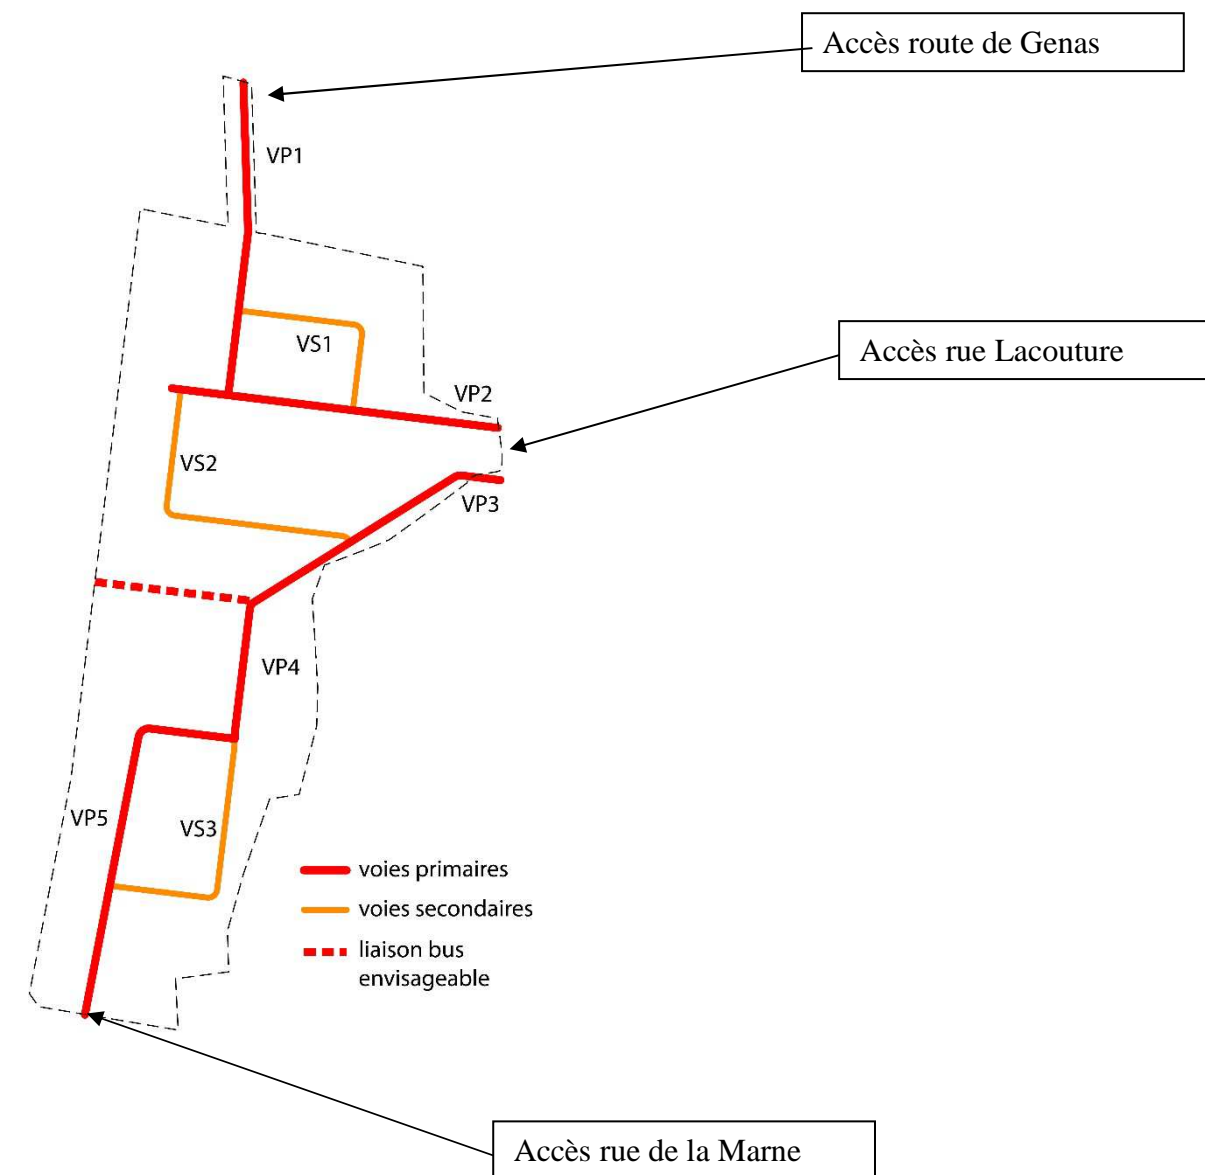 Accès route de Genas
VP1
VS1
Accès rue Lacouture
VP2
VS2
VP3
VP4
VP5
VS3
voies primaires
voies secondaires
liaison bus
envisageable
Accès rue de la Marne